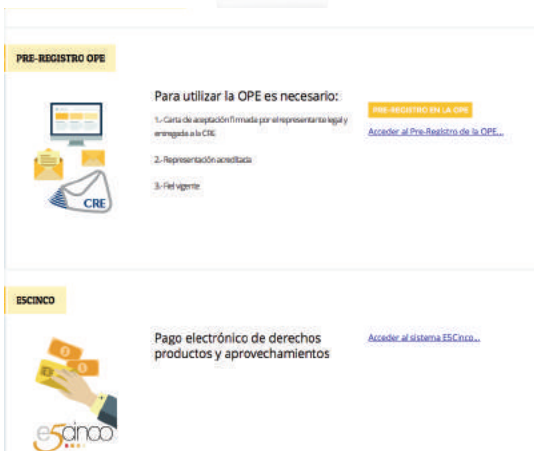 PRE-REGISTRO OPE
Para utilizar la OPE es necesario:
1.- Carta de aceptación firmada por el representante legal y
entregada a la CRE
2.- Representación acreditada
3.- Fiel vigente
PRE-REGISTRO EN LA OPE
Acceder al Pre-Registro de la OPE...
CRE
E5CINCO
Pago electrónico de derechos
productos y aprovechamientos
Acceder al sistema E5Cinco...
e5cinco